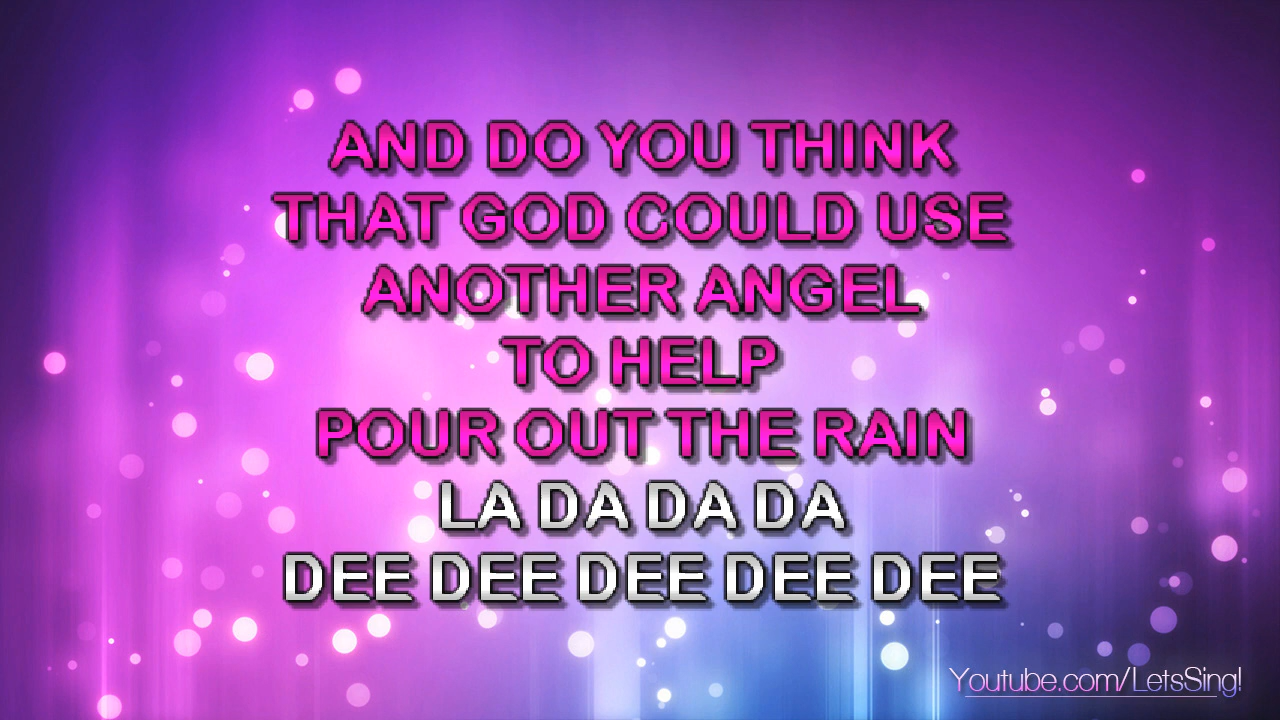 AND DO YOU THINK
THAT GOD COULD USE
ANOTHER ANGEL
TO HELP
POUR OUT THE RAIN
LA DA DA DA
DEE DEE DEE DEE DEE
Youtube.com/LetsSing!